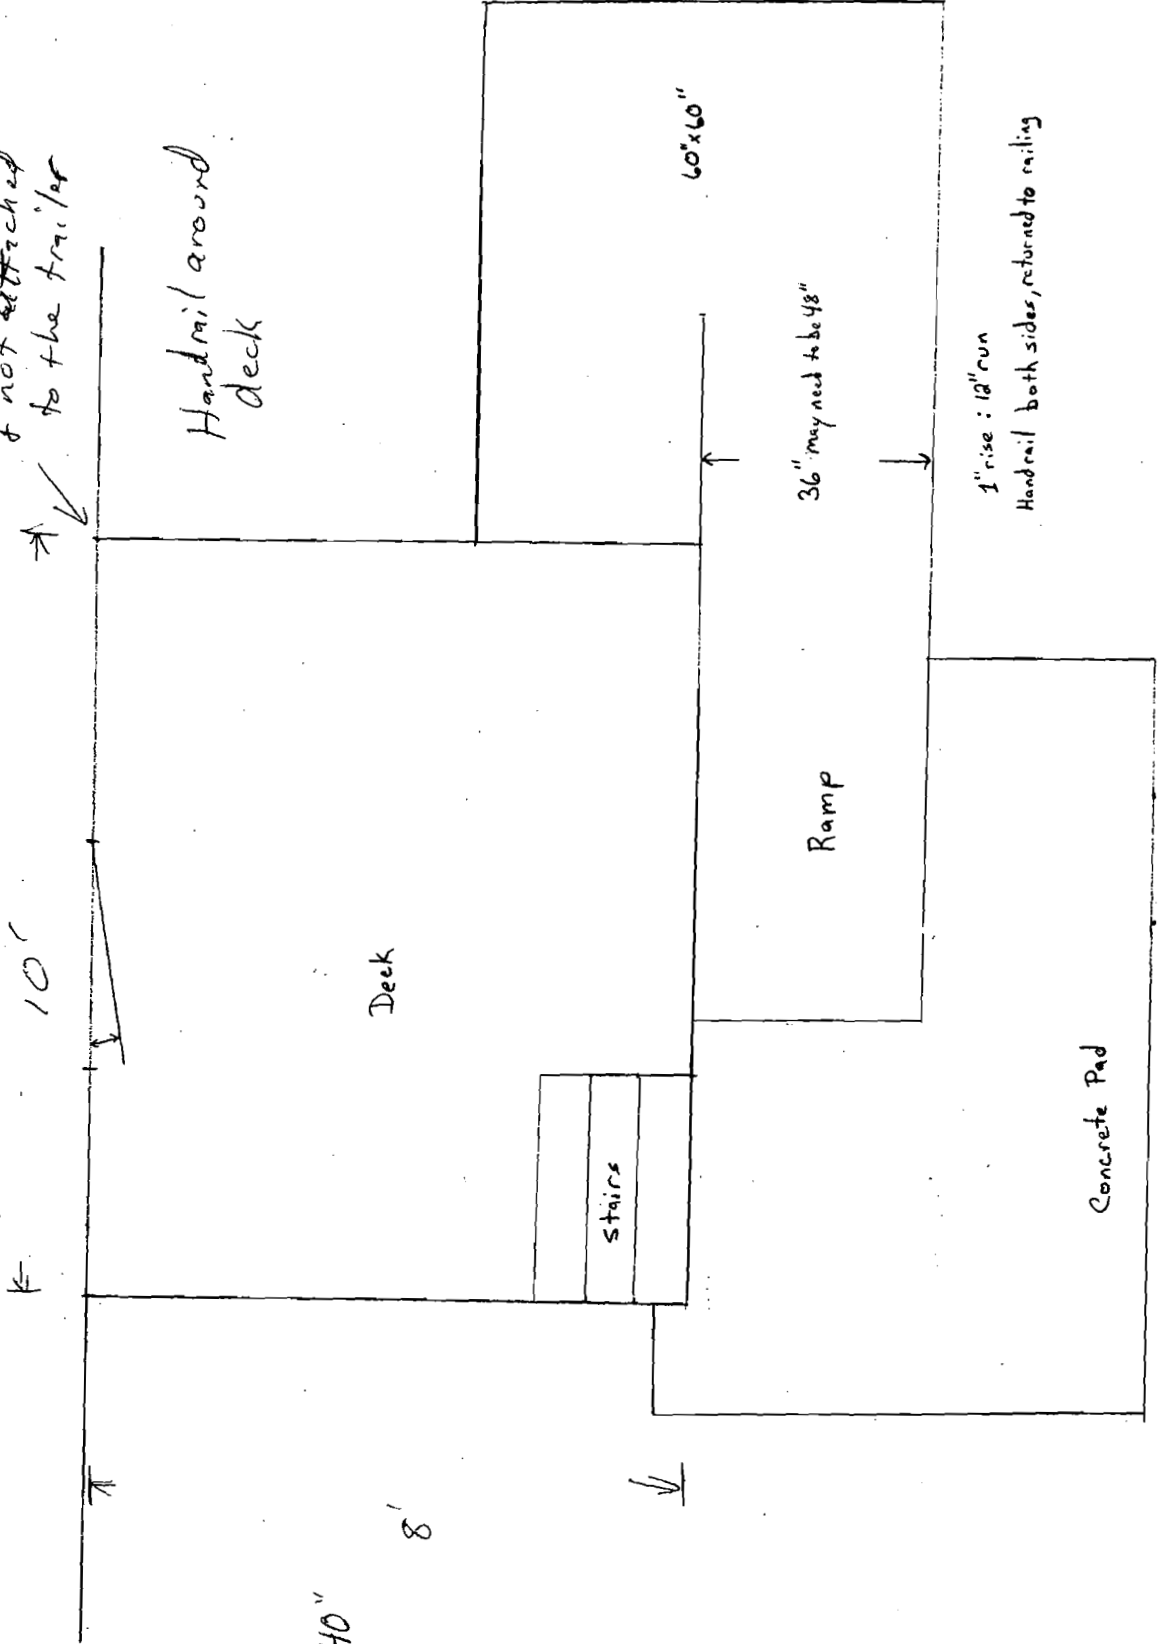 not attached
to the trailer
Handrail around
deck
60"x60"
36" may need to be 48"
1" rise : 12" run
Handrail both sides, returned to railing
10'
Deck
Ramp
stairs
Concrete Pad
8'
40"